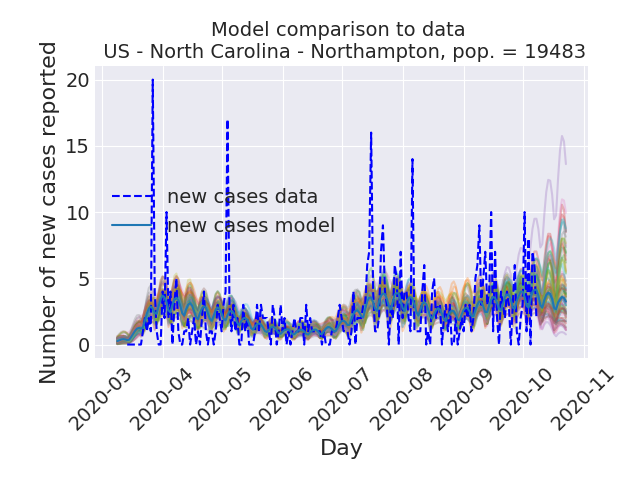 Model comparison to data
US - North Carolina - Northampton, pop. = 19483
Number of new cases reported
20
15
10
5
0
new cases data
new cases model
2020-03
2020-04
2020-05
2020-06
2020-07
2020-08
2020-09
2020-10
2020-11
Day